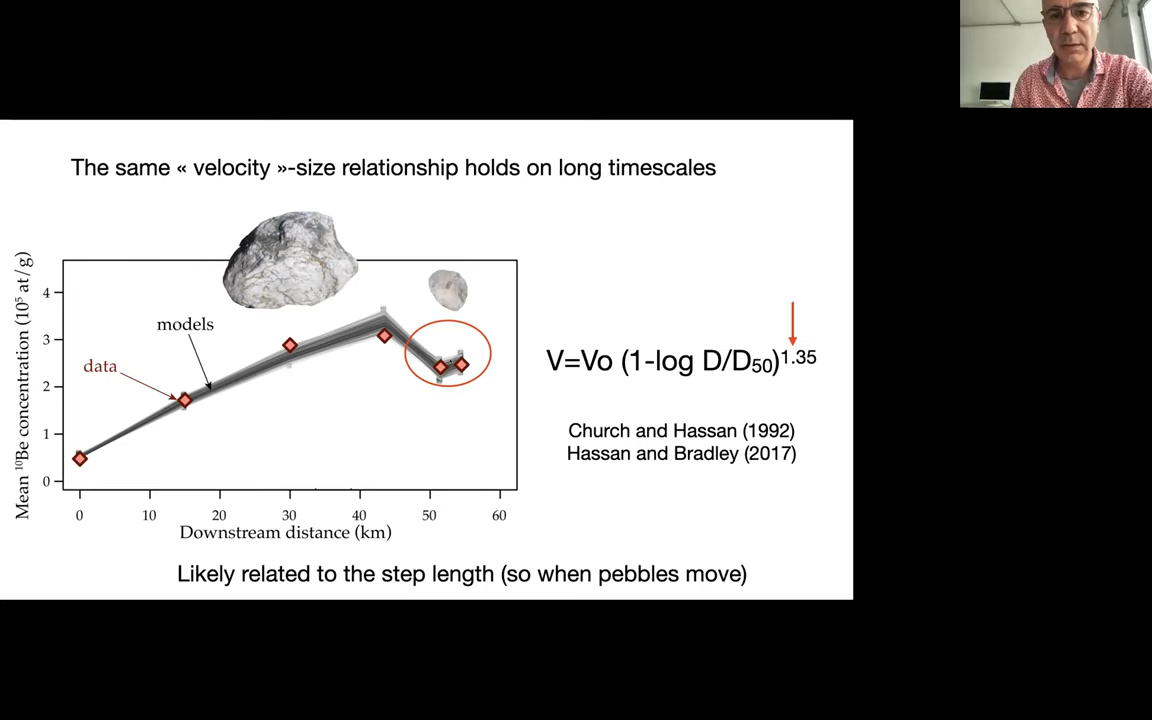 The same « velocity »-size relationship holds on long timescales
Mean ¹⁰Be concentration (10⁵ at/g)
4
3
2
1
0
models
data
0 10 20 30 40 50 60
Downstream distance (km)
V=Vo (1-log D/D₅₀)¹·³⁵
Church and Hassan (1992)
Hassan and Bradley (2017)
Likely related to the step length (so when pebbles move)